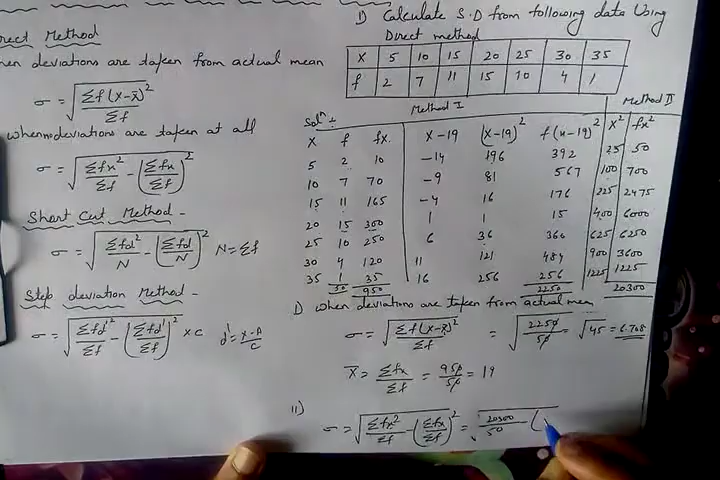 rect Method
hen deviations are taken from actual mean
σ = √(Σf(x-x̄)²/Σf)
when no deviations are taken at all
σ = √(Σfx²/Σf - (Σfx/Σf)²)
Short Cut Method -
σ = √(Σfd²/N - (Σfd/N)²) N = Σf
Step deviation Method -
σ = √(Σfd'²/Σf - (Σfd'/Σf)²) × c d' = x-A/c
1) Calculate S.D from following data Using
Direct method
X 5 10 15 20 25 30 35
f 2 7 11 15 10 4 1
Method I Method II
Solⁿ :
X f fx X-19 (x-19)² f(x-19)² X² fx²
5 2 10 -14 196 392 25 50
10 7 70 -9 81 567 100 700
15 11 165 -4 16 176 225 2475
20 15 300 1 1 15 400 6000
25 10 250 6 36 360 625 6250
30 4 120 11 121 484 900 3600
35 1 35 16 256 256 1225 1225
50 950 2250 20300
1) when deviations are taken from actual mean
σ = √(Σf(x-x̄)²/Σf) = √(2250/50) = √45 = 6.708
X̄ = Σfx/Σf = 950/50 = 19
11) σ = √(Σfx²/Σf - (Σfx/Σf)²) = √(20300/50 - (